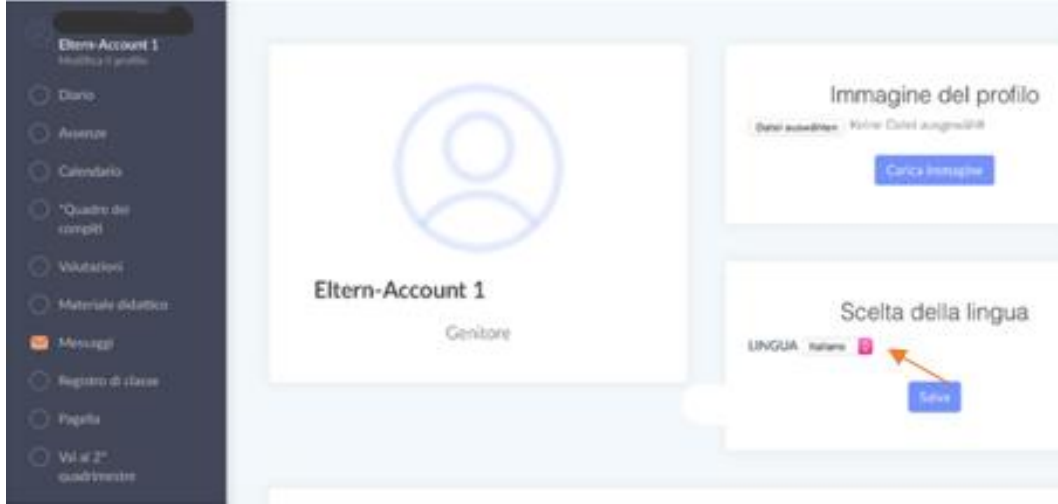 Eltern-Account 1
Modifica il profilo
Diario
Assenze
Calendario
*Quadro dei
compiti
Valutazioni
Materiale didattico
Messaggi
Registro di classe
Pagella
Vai al 2°
quadrimestre
Eltern-Account 1
Genitore
Immagine del profilo
Datei auswählen Keine Datei ausgewählt
Carica immagine
Scelta della lingua
LINGUA Italiano
Salva